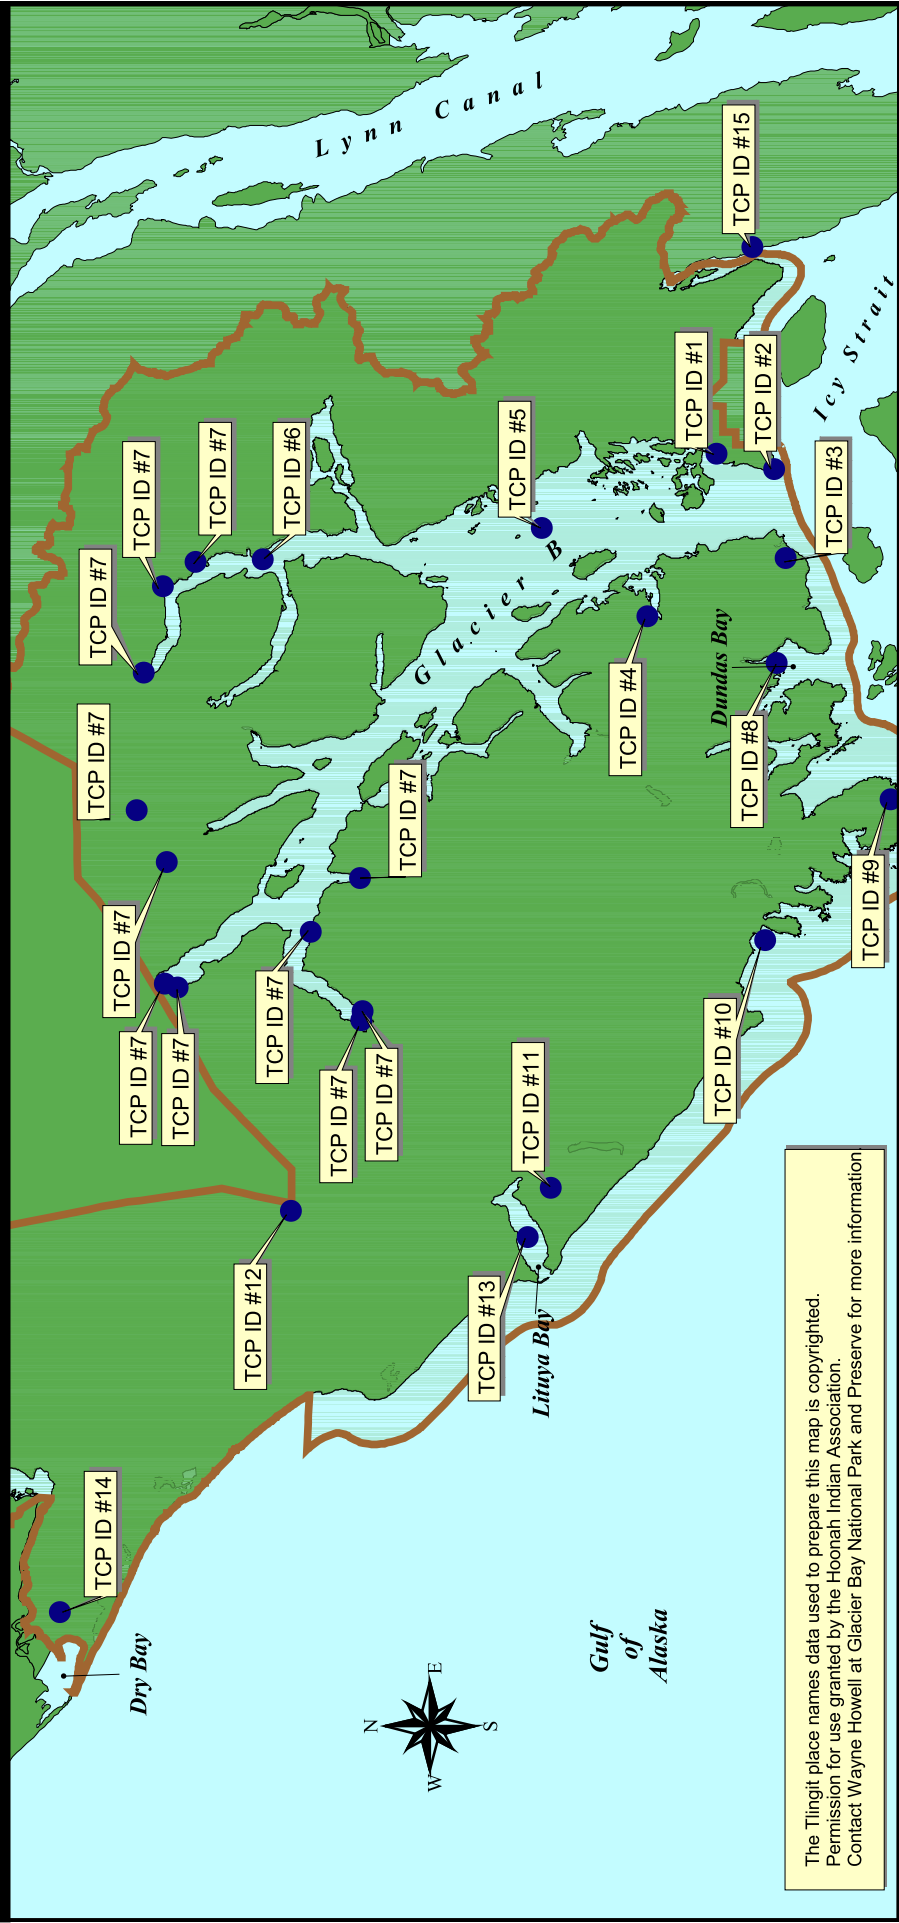 TCP ID #14
TCP ID #7
TCP ID #7
Dry Bay
TCP ID #7
TCP ID #7
TCP ID #7
TCP ID #7
TCP ID #7
TCP ID #12
TCP ID #7
TCP ID #6
TCP ID #7
Lynn Canal
N
TCP ID #7
TCP ID #7
W
E
S
Glacier B
TCP ID #13
TCP ID #11
TCP ID #5
Lituya Bay
Gulf
of
Alaska
TCP ID #4
TCP ID #1
TCP ID #10
Dundas Bay
TCP ID #8
TCP ID #2
TCP ID #15
TCP ID #3
Icy Strait
TCP ID #9
The Tlingit place names data used to prepare this map is copyrighted.
Permission for use granted by the Hoonah Indian Association.
Contact Wayne Howell at Glacier Bay National Park and Preserve for more information.